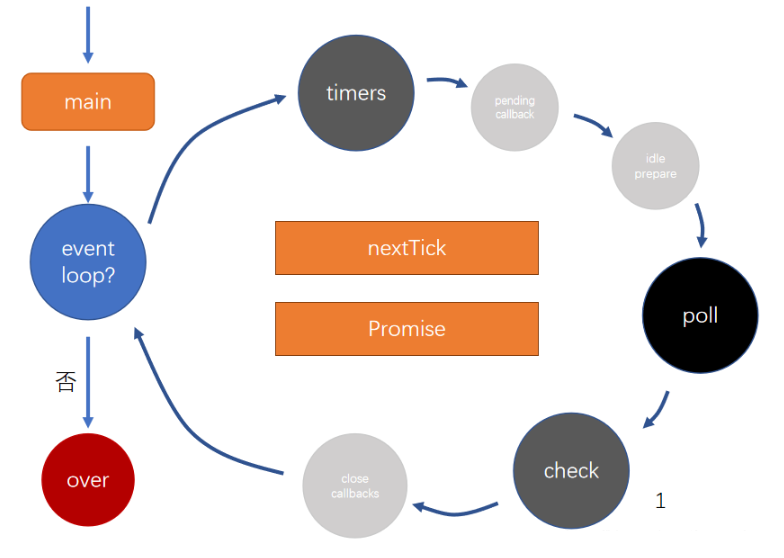 main
timers
pending
callback
idle
prepare
event
loop?
nextTick
Promise
poll
否
over
close
callbacks
check
1